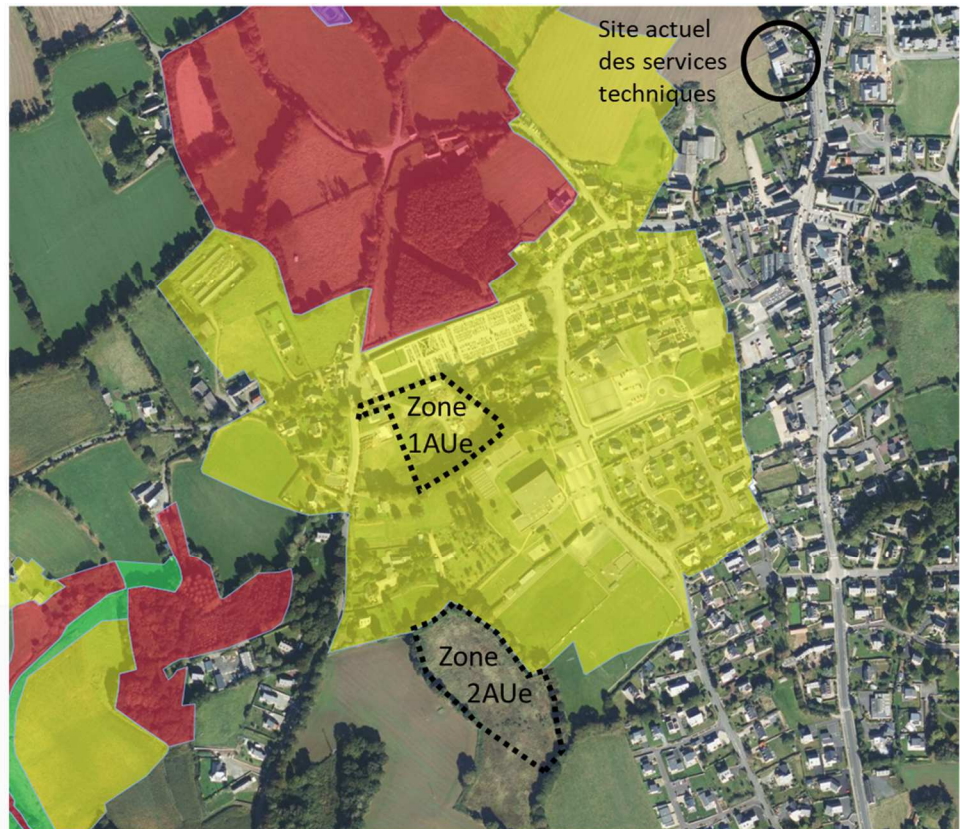 Site actuel
des services
techniques
Zone
1AUe
Zone
2AUe